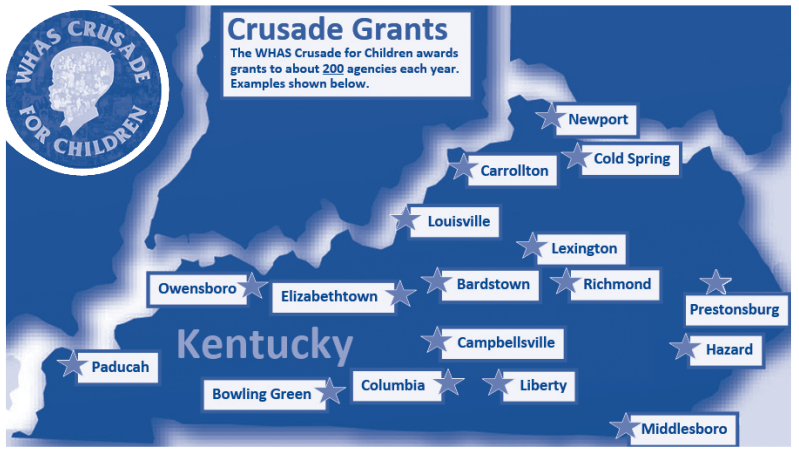 WHAS CRUSADE
FOR CHILDREN
Crusade Grants
The WHAS Crusade for Children awards
grants to about 200 agencies each year.
Examples shown below.
Newport
Cold Spring
Carrollton
Louisville
Lexington
Owensboro
Elizabethtown
Bardstown
Richmond
Prestonsburg
Kentucky
Campbellsville
Hazard
Paducah
Bowling Green
Columbia
Liberty
Middlesboro